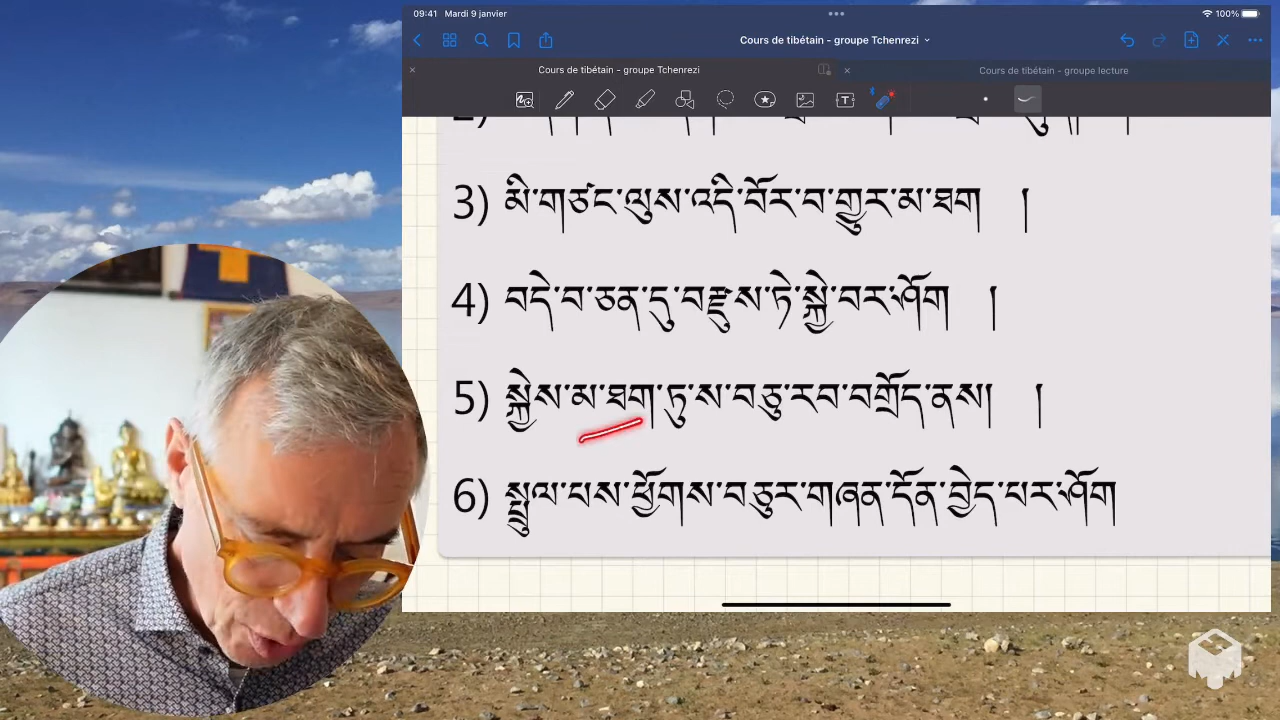 09:41 Mardi 9 janvier
100%
Cours de tibétain - groupe Tchenrezi
Cours de tibétain - groupe Tchenrezi
Cours de tibétain - groupe lecture
3) མི་གཙང་ལུས་འདི་བོར་བ་གྱུར་མ་ཐག །
4) བདེ་བ་ཅན་དུ་བརྫུས་ཏེ་སྐྱེ་བར་ཤོག །
5) སྐྱེས་མ་ཐག་ཏུ་ས་བཅུ་རབ་བགྲོད་ནས། །
6) སྤྲུལ་པས་ཕྱོགས་བཅུར་གཞན་དོན་བྱེད་པར་ཤོག